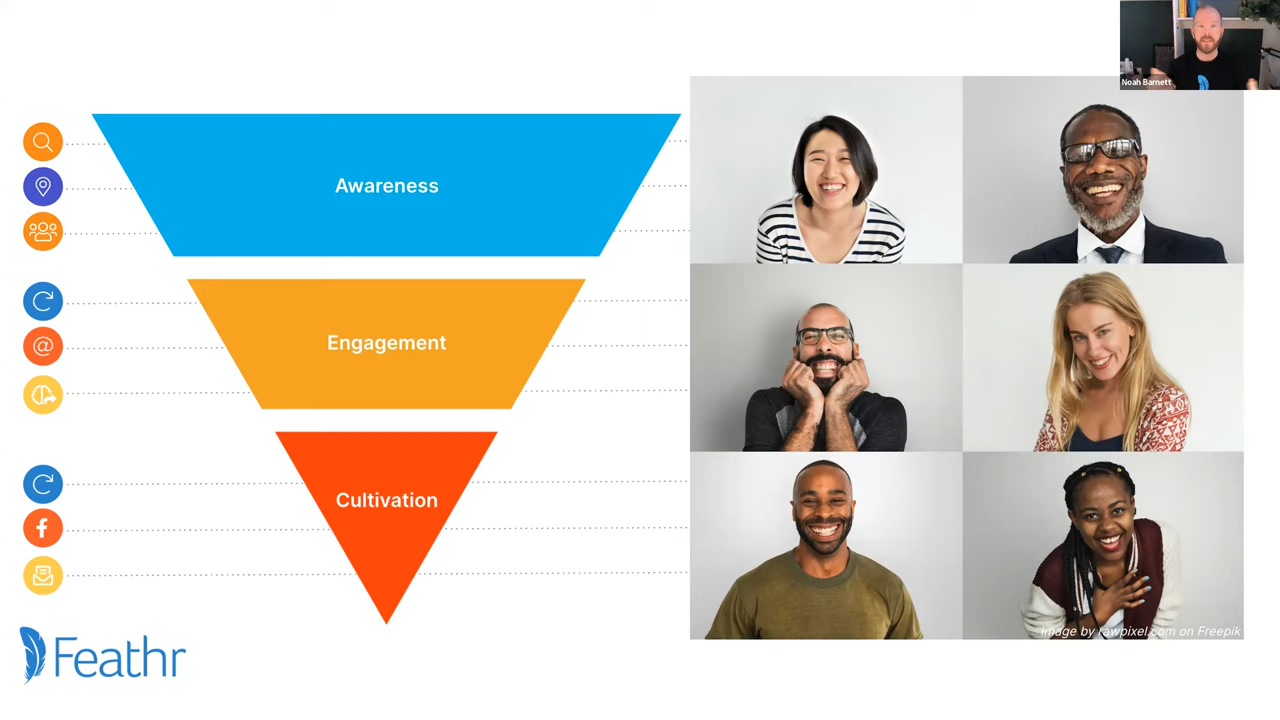 Noah Barnett
Awareness
Engagement
Cultivation
Image by rawpixel.com on Freepik
Feathr